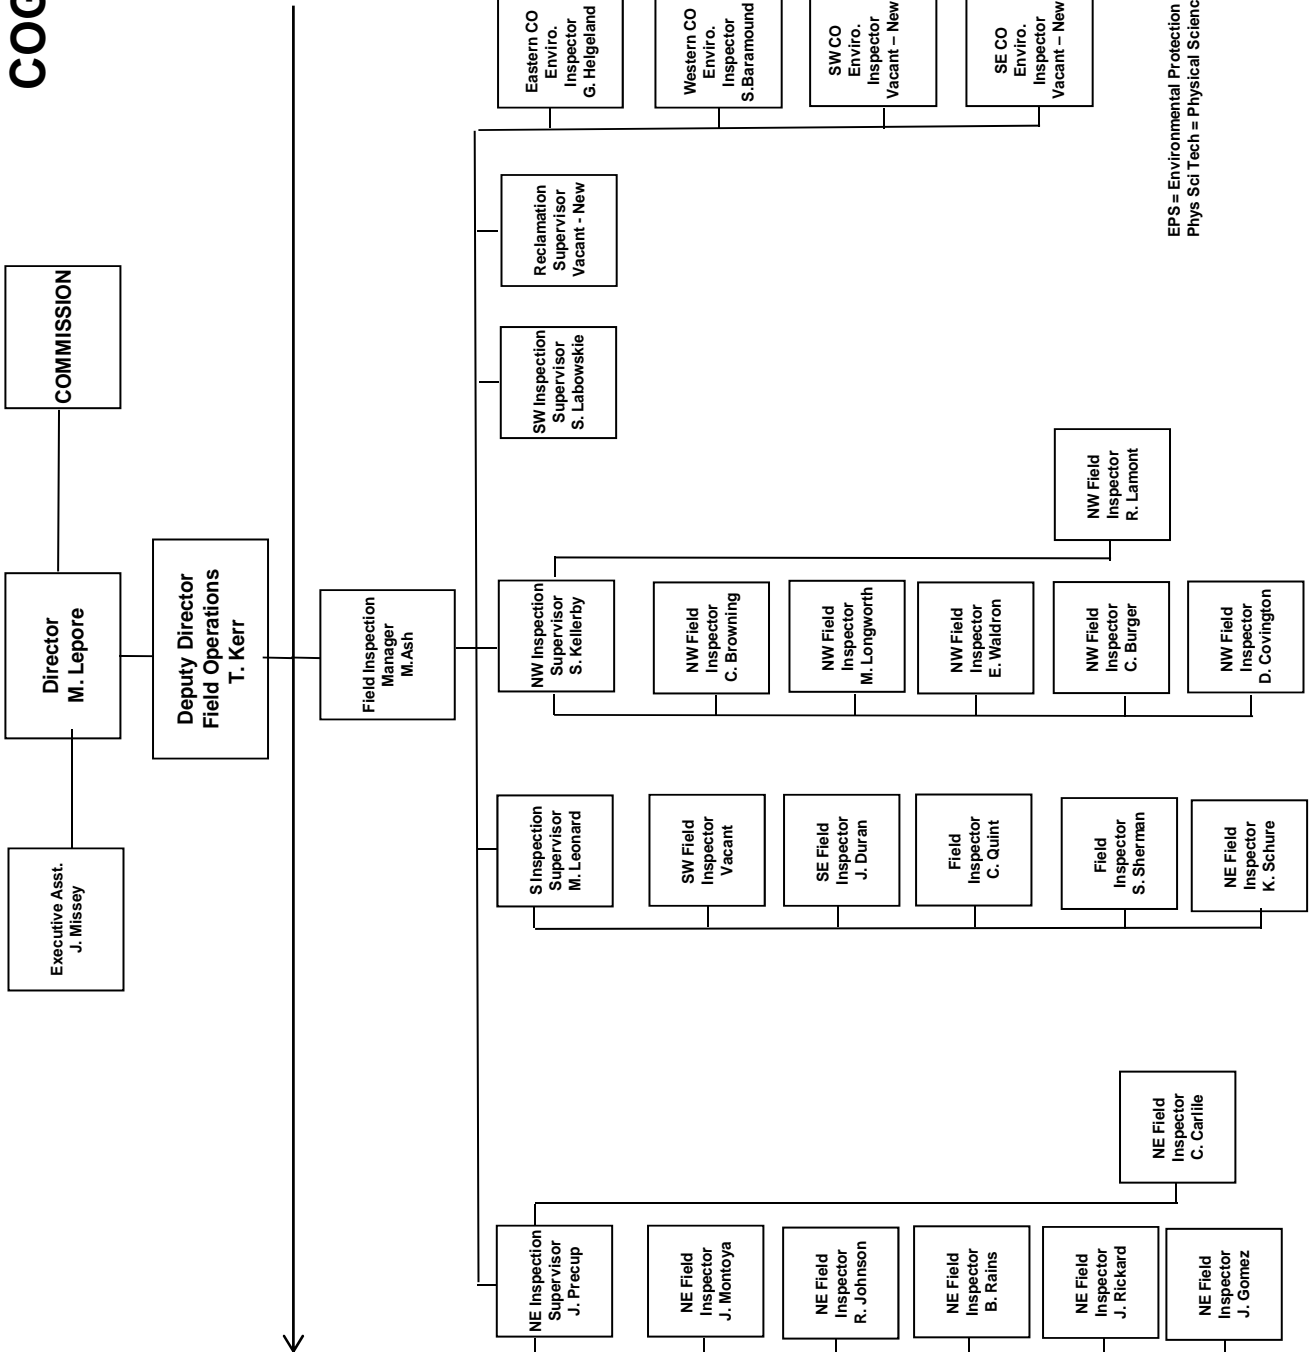 COG
COMMISSION
Director
M. Lepore
Executive Asst.
J. Missey
Deputy Director
Field Operations
T. Kerr
Field Inspection
Manager
M.Ash
NE Inspection
Supervisor
J. Precup
S Inspection
Supervisor
M. Leonard
NW Inspection
Supervisor
S. Kellerby
SW Inspection
Supervisor
S. Labowskie
Reclamation
Supervisor
Vacant - New
Eastern CO
Enviro.
Inspector
G. Helgeland
NE Field
Inspector
J. Montoya
SW Field
Inspector
Vacant
NW Field
Inspector
C. Browning
Western CO
Enviro.
Inspector
S.Baramound
NE Field
Inspector
R. Johnson
SE Field
Inspector
J. Duran
NW Field
Inspector
M. Longworth
SW CO
Enviro.
Inspector
Vacant – New
NE Field
Inspector
B. Rains
Field
Inspector
C. Quint
NW Field
Inspector
E. Waldron
SE CO
Enviro.
Inspector
Vacant – New
NE Field
Inspector
J. Rickard
Field
Inspector
S. Sherman
NW Field
Inspector
C. Burger
NW Field
Inspector
R. Lamont
NE Field
Inspector
J. Gomez
NE Field
Inspector
C. Carlile
NE Field
Inspector
K. Schure
NW Field
Inspector
D. Covington
EPS = Environmental Protection
Phys Sci Tech = Physical Scienc